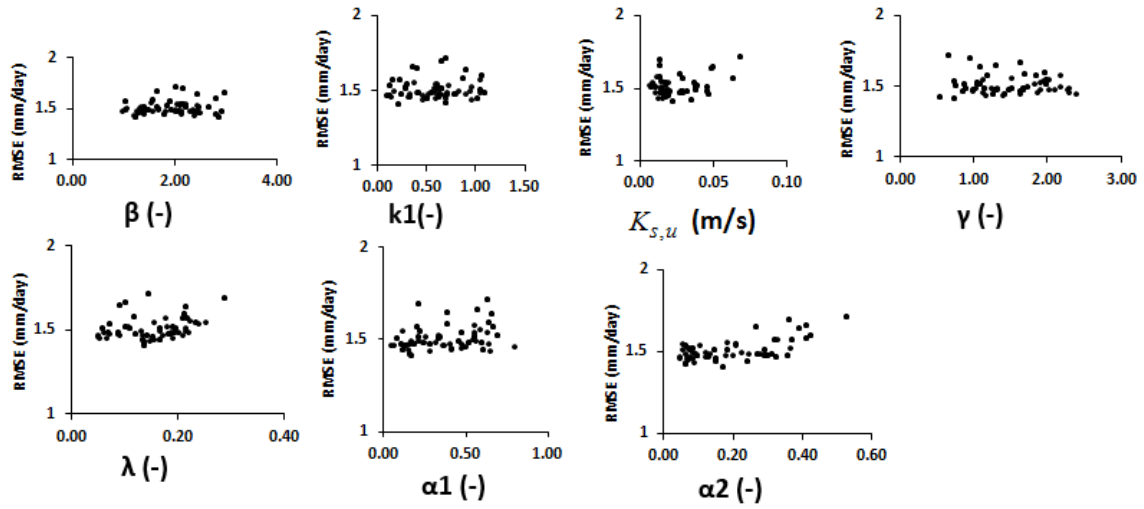 RMSE (mm/day)
2
1.5
1
0.00 2.00 4.00
β (-)
RMSE (mm/day)
2
1.5
1
0.00 0.50 1.00 1.50
k1(-)
RMSE (mm/day)
2
1.5
1
0.00 0.05 0.10
K_{s,u} (m/s)
RMSE (mm/day)
2
1.5
1
0.00 1.00 2.00 3.00
γ (-)
RMSE (mm/day)
2
1.5
1
0.00 0.20 0.40
λ (-)
RMSE (mm/day)
2
1.5
1
0.00 0.50 1.00
α1 (-)
RMSE (mm/day)
2
1.5
1
0.00 0.20 0.40 0.60
α2 (-)